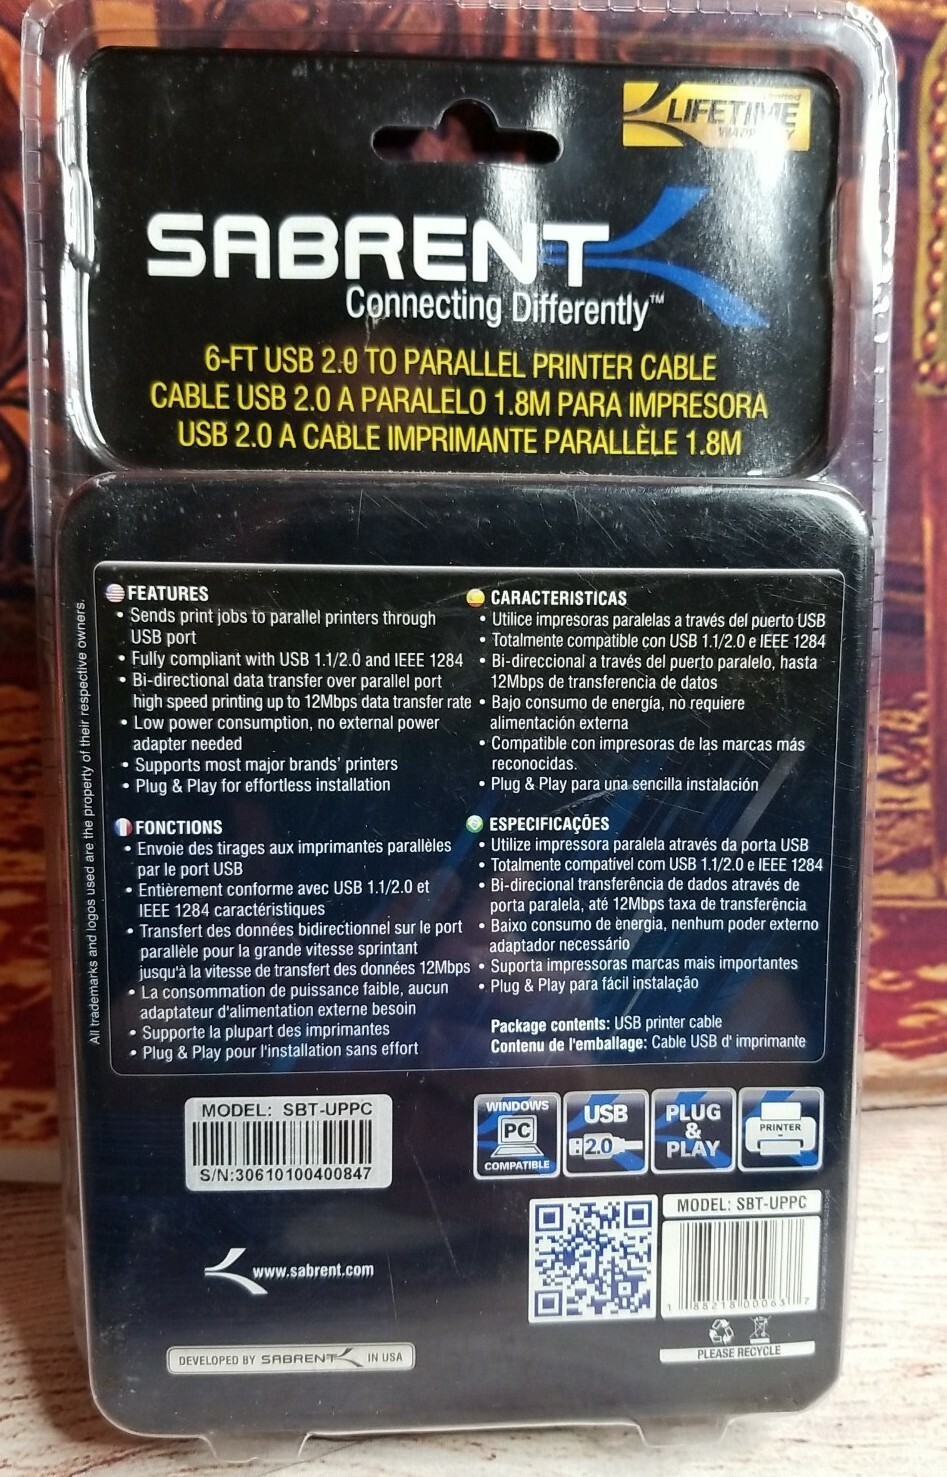 Limited
LIFETIME
WARRANTY
SABRENT
Connecting Differently™
6-FT USB 2.0 TO PARALLEL PRINTER CABLE
CABLE USB 2.0 A PARALELO 1.8M PARA IMPRESORA
USB 2.0 A CABLE IMPRIMANTE PARALLÈLE 1.8M
All trademarks and logos used are the property of their respective owners.
FEATURES
• Sends print jobs to parallel printers through
USB port
• Fully compliant with USB 1.1/2.0 and IEEE 1284
• Bi-directional data transfer over parallel port
high speed printing up to 12Mbps data transfer rate
• Low power consumption, no external power
adapter needed
• Supports most major brands' printers
• Plug & Play for effortless installation
CARACTERISTICAS
• Utilice impresoras paralelas a través del puerto USB
• Totalmente compatible con USB 1.1/2.0 e IEEE 1284
• Bi-direccional a través del puerto paralelo, hasta
12Mbps de transferencia de datos
• Bajo consumo de energía, no requiere
alimentación externa
• Compatible con impresoras de las marcas más
reconocidas.
• Plug & Play para una sencilla instalación
FONCTIONS
• Envoie des tirages aux imprimantes parallèles
par le port USB
• Entièrement conforme avec USB 1.1/2.0 et
IEEE 1284 caractéristiques
• Transfert des données bidirectionnel sur le port
parallèle pour la grande vitesse sprintant
jusqu'à la vitesse de transfert des données 12Mbps
• La consommation de puissance faible, aucun
adaptateur d'alimentation externe besoin
• Supporte la plupart des imprimantes
• Plug & Play pour l'installation sans effort
ESPECIFICAÇÕES
• Utilize impressora paralela através da porta USB
• Totalmente compatível com USB 1.1/2.0 e IEEE 1284
• Bi-direcional transferência de dados através de
porta paralela, até 12Mbps taxa de transferência
• Baixo consumo de energia, nenhum poder externo
adaptador necessário
• Suporta impressoras marcas mais importantes
• Plug & Play para fácil instalação
Package contents: USB printer cable
Contenu de l'emballage: Cable USB d' imprimante
MODEL: SBT-UPPC
S/N:30610100400847
WINDOWS
PC
COMPATIBLE
USB
2.0
PLUG
&
PLAY
PRINTER
MODEL: SBT-UPPC
1 88218 00063 7
www.sabrent.com
PLEASE RECYCLE
DEVELOPED BY SABRENT IN USA